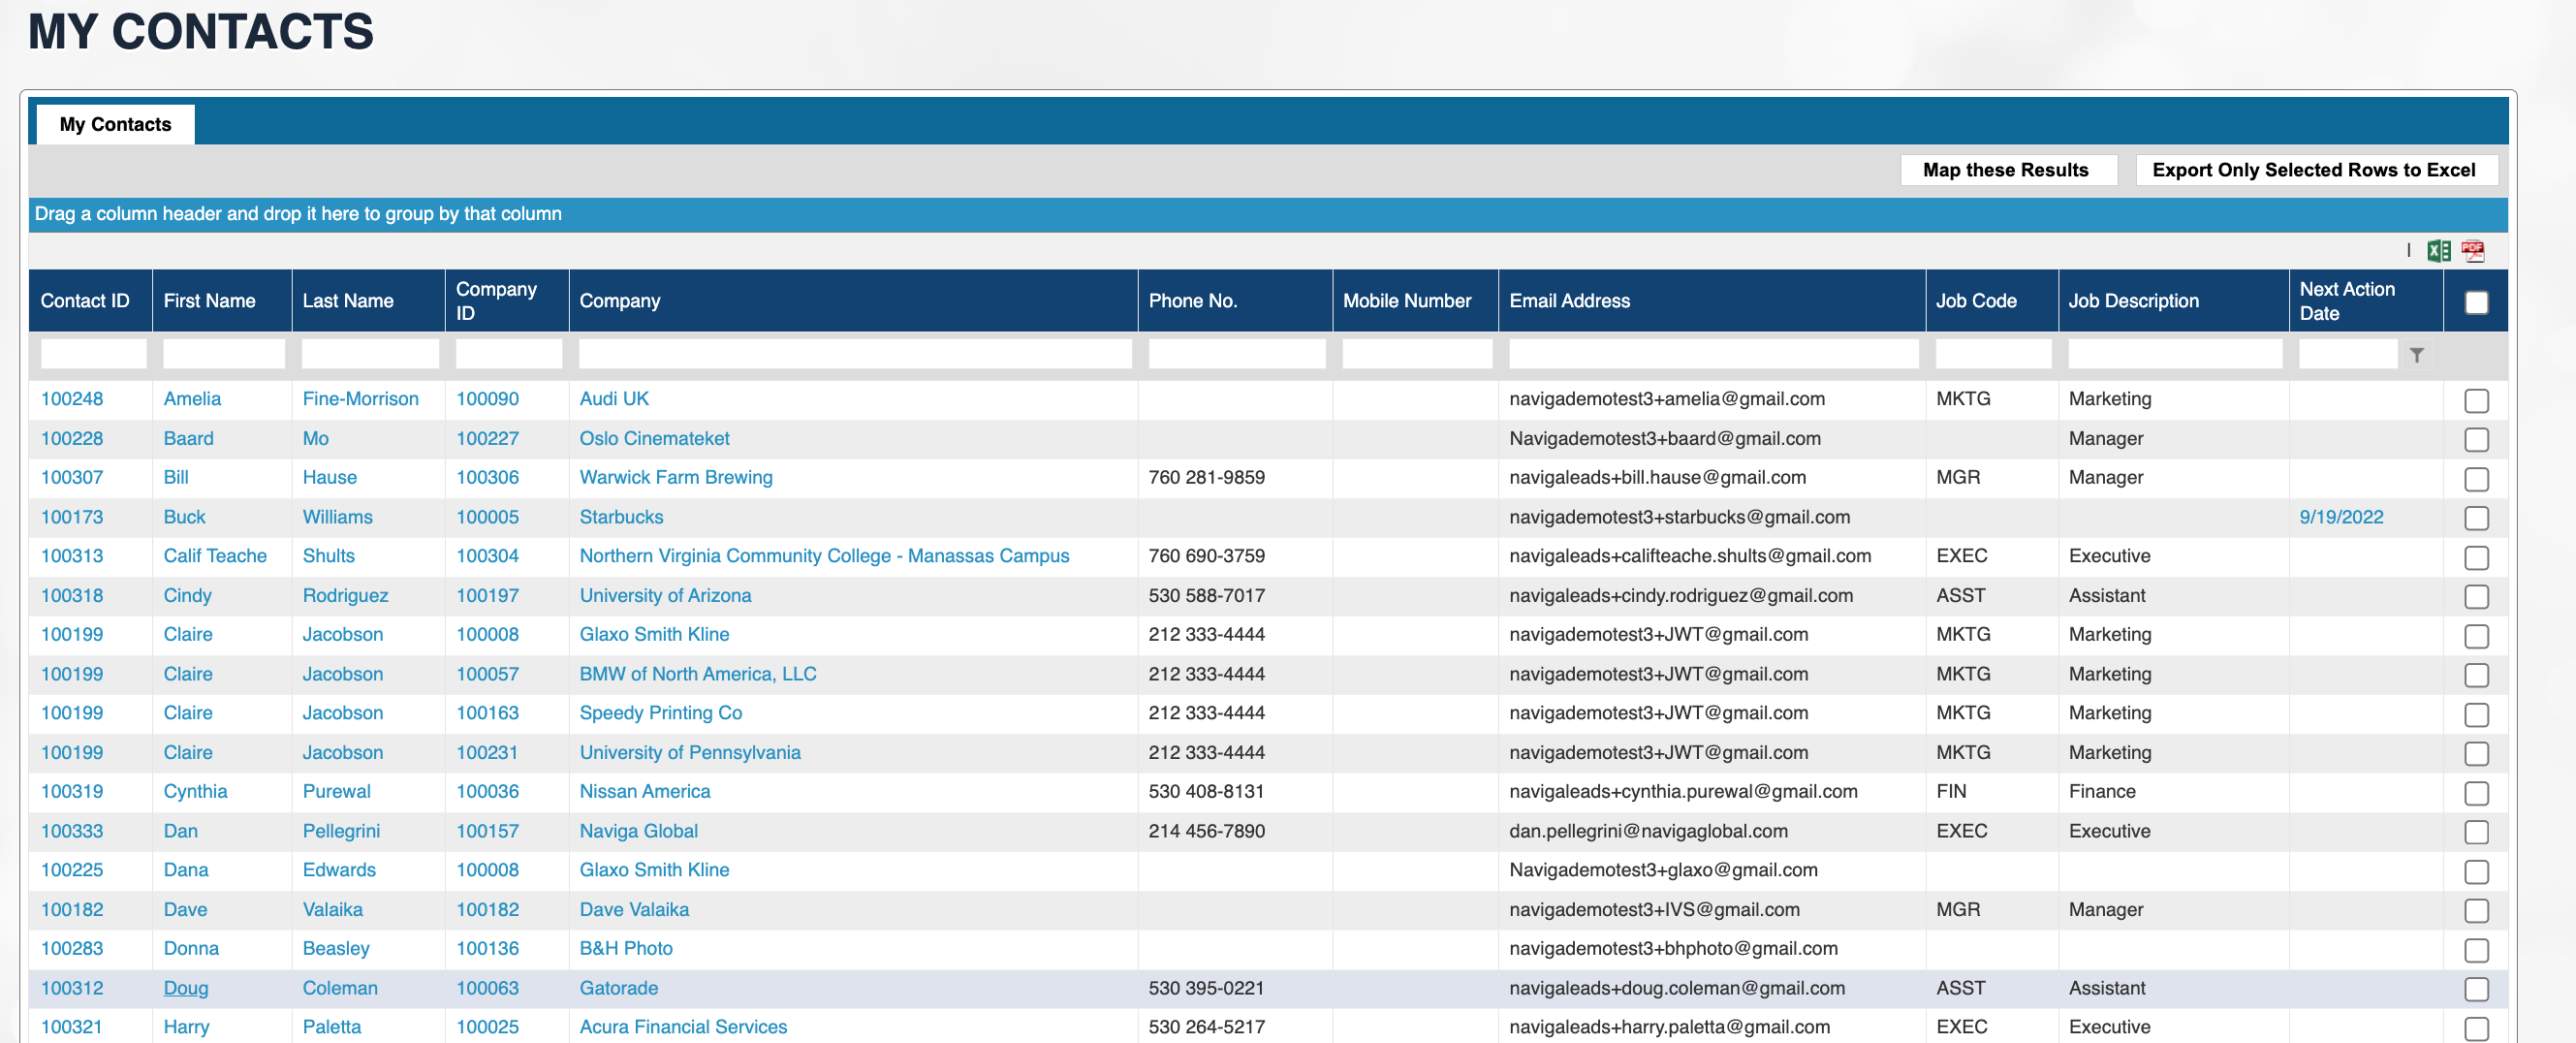 MY CONTACTS
My Contacts
Map these Results Export Only Selected Rows to Excel
Drag a column header and drop it here to group by that column
| PDF
Contact ID First Name Last Name Company ID Company Phone No. Mobile Number Email Address Job Code Job Description Next Action Date
100248 Amelia Fine-Morrison 100090 Audi UK navigademotest3+amelia@gmail.com MKTG Marketing
100228 Baard Mo 100227 Oslo Cinemateket Navigademotest3+baard@gmail.com Manager
100307 Bill Hause 100306 Warwick Farm Brewing 760 281-9859 navigaleads+bill.hause@gmail.com MGR Manager
100173 Buck Williams 100005 Starbucks navigademotest3+starbucks@gmail.com 9/19/2022
100313 Calif Teache Shults 100304 Northern Virginia Community College - Manassas Campus 760 690-3759 navigaleads+califteache.shults@gmail.com EXEC Executive
100318 Cindy Rodriguez 100197 University of Arizona 530 588-7017 navigaleads+cindy.rodriguez@gmail.com ASST Assistant
100199 Claire Jacobson 100008 Glaxo Smith Kline 212 333-4444 navigademotest3+JWT@gmail.com MKTG Marketing
100199 Claire Jacobson 100057 BMW of North America, LLC 212 333-4444 navigademotest3+JWT@gmail.com MKTG Marketing
100199 Claire Jacobson 100163 Speedy Printing Co 212 333-4444 navigademotest3+JWT@gmail.com MKTG Marketing
100199 Claire Jacobson 100231 University of Pennsylvania 212 333-4444 navigademotest3+JWT@gmail.com MKTG Marketing
100319 Cynthia Purewal 100036 Nissan America 530 408-8131 navigaleads+cynthia.purewal@gmail.com FIN Finance
100333 Dan Pellegrini 100157 Naviga Global 214 456-7890 dan.pellegrini@navigaglobal.com EXEC Executive
100225 Dana Edwards 100008 Glaxo Smith Kline Navigademotest3+glaxo@gmail.com
100182 Dave Valaika 100182 Dave Valaika navigademotest3+IVS@gmail.com MGR Manager
100283 Donna Beasley 100136 B&H Photo navigademotest3+bhphoto@gmail.com
100312 Doug Coleman 100063 Gatorade 530 395-0221 navigaleads+doug.coleman@gmail.com ASST Assistant
100321 Harry Paletta 100025 Acura Financial Services 530 264-5217 navigaleads+harry.paletta@gmail.com EXEC Executive